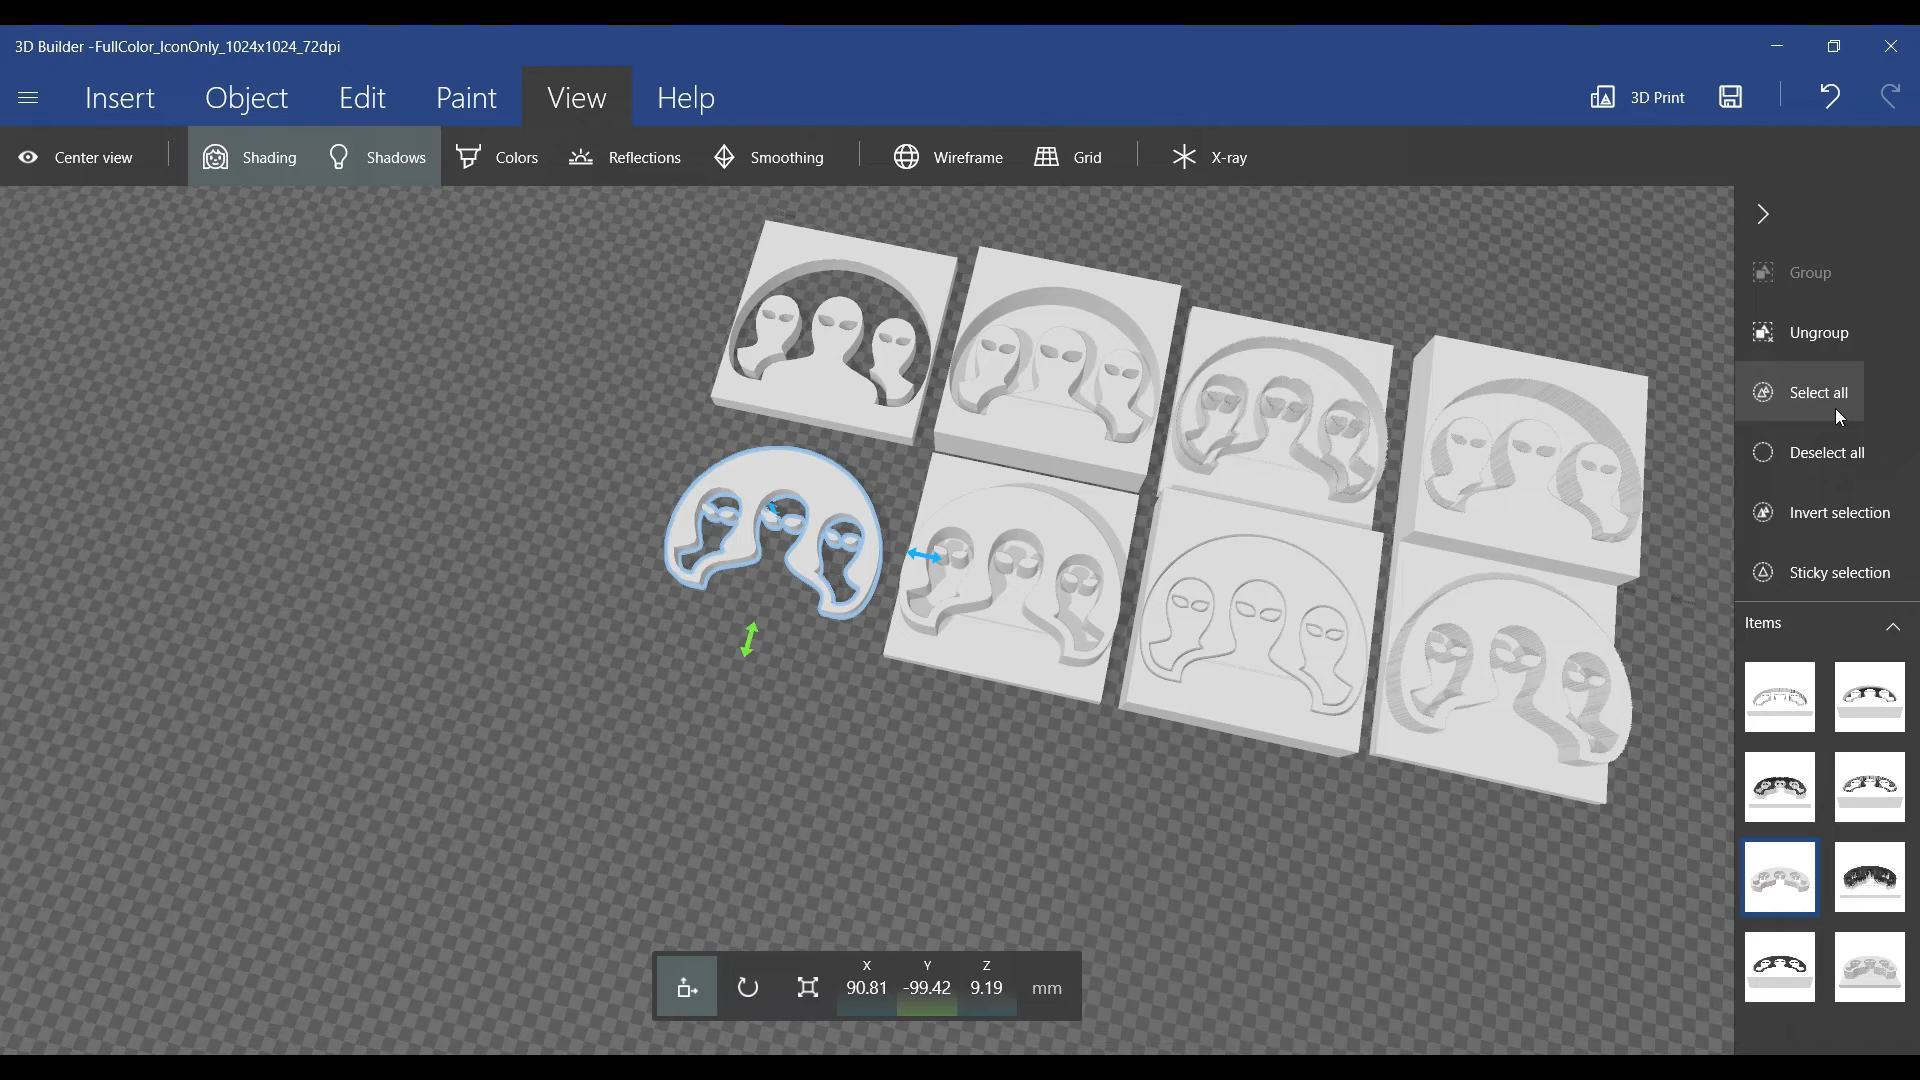 3D Builder -FullColor_IconOnly_1024x1024_72dpi
Insert Object Edit Paint View Help 3D Print
Center view Shading Shadows Colors Reflections Smoothing Wireframe Grid X-ray
Group
Ungroup
Select all
Deselect all
Invert selection
Sticky selection
Items
X Y Z
90.81 -99.42 9.19 mm